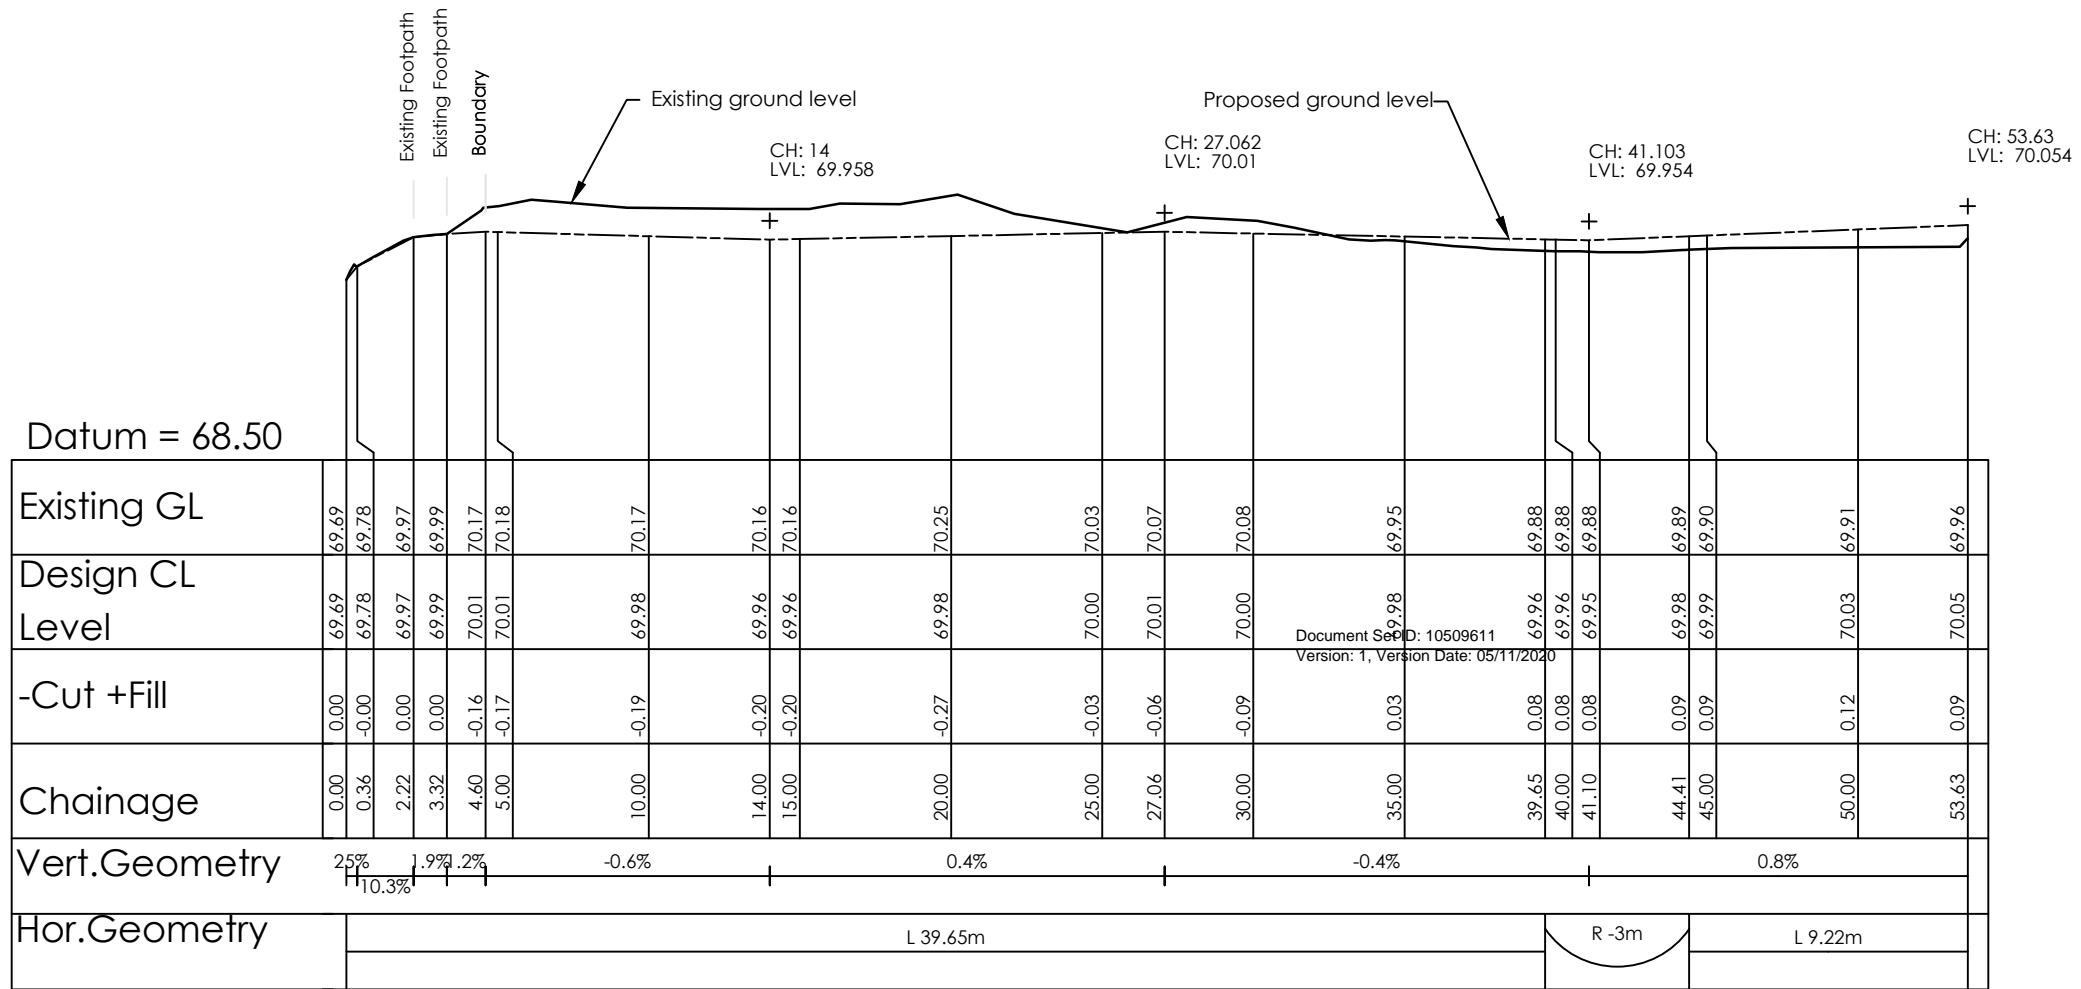 Existing Footpath
Existing Footpath
Boundary
Existing ground level
Proposed ground level
CH: 14
LVL: 69.958
CH: 27.062
LVL: 70.01
CH: 41.103
LVL: 69.954
CH: 53.63
LVL: 70.054
Datum = 68.50
Existing GL
69.69 69.78 69.97 69.99 70.17 70.18 70.17 70.16 70.16 70.25 70.03 70.07 70.08 69.95 69.88 69.88 69.88 69.89 69.90 69.91 69.96
Design CL
Level
69.69 69.78 69.97 69.99 70.01 70.01 69.98 69.96 69.96 69.98 70.00 70.01 70.00 69.98 69.96 69.96 69.95 69.98 69.99 70.03 70.05
Document Set ID: 10509611
Version: 1, Version Date: 05/11/2020
-Cut +Fill
0.00 -0.00 0.00 0.00 -0.16 -0.17 -0.19 -0.20 -0.20 -0.27 -0.03 -0.06 -0.09 0.03 0.08 0.08 0.08 0.09 0.09 0.12 0.09
Chainage
0.00 0.36 2.22 3.32 4.60 5.00 10.00 14.00 15.00 20.00 25.00 27.06 30.00 35.00 39.65 40.00 41.10 44.41 45.00 50.00 53.63
Vert.Geometry
25% 10.3% 1.9% 1.2% -0.6% 0.4% -0.4% 0.8%
Hor.Geometry
L 39.65m R -3m L 9.22m